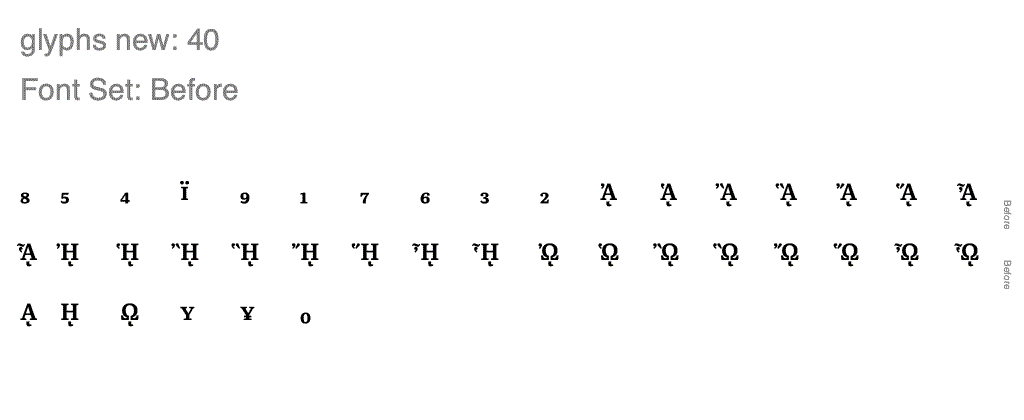 glyphs new: 40
Font Set: Before
8 5 4 Ï 9 1 7 6 3 2 ᾈ ᾉ ᾊ ᾋ ᾌ ᾍ ᾎ
Before
ᾏ ᾘ ᾙ ᾚ ᾛ ᾜ ᾝ ᾞ ᾟ ᾨ ᾩ ᾪ ᾫ ᾬ ᾭ ᾮ ᾯ
Before
ᾼ ῌ ῼ Y ¥ 0